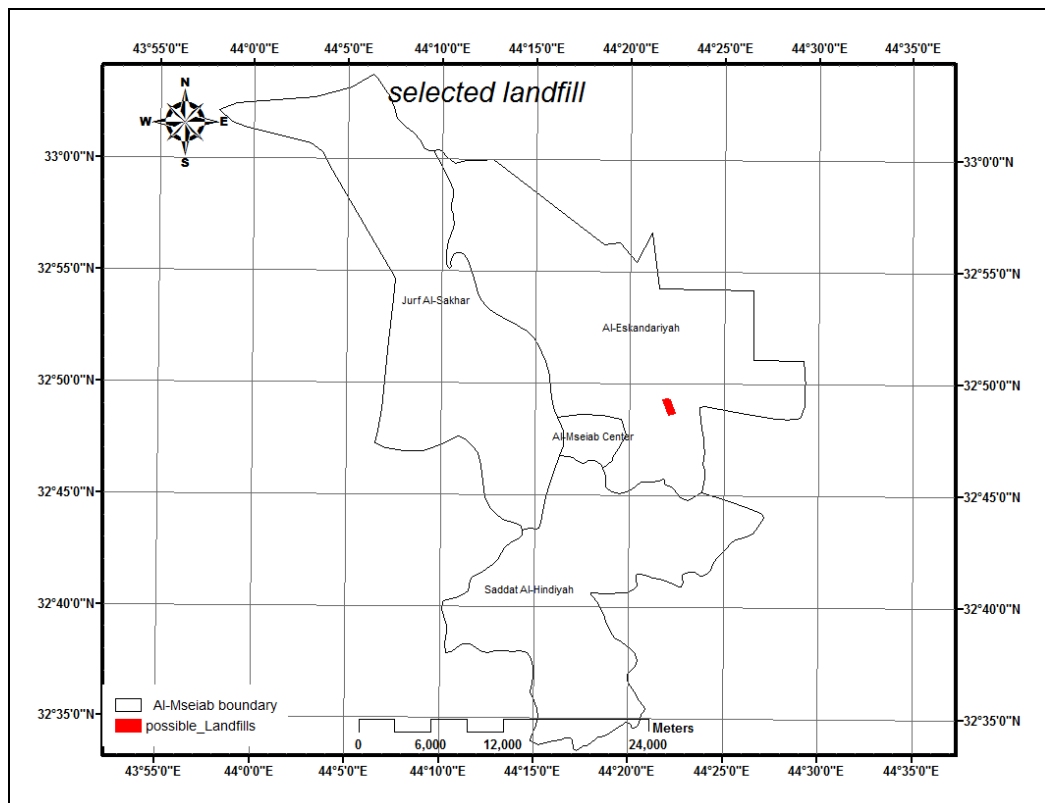 43°55'0"E 44°0'0"E 44°5'0"E 44°10'0"E 44°15'0"E 44°20'0"E 44°25'0"E 44°30'0"E 44°35'0"E
selected landfill
N
W E
S
33°0'0"N 33°0'0"N
32°55'0"N 32°55'0"N
Jurf Al-Sakhar
Al-Eskandariyah
32°50'0"N 32°50'0"N
Al-Mseiab Center
32°45'0"N 32°45'0"N
Saddat Al-Hindiyah
32°40'0"N 32°40'0"N
Al-Mseiab boundary
possible_Landfills
32°35'0"N 32°35'0"N
Meters
0 6,000 12,000 24,000
43°55'0"E 44°0'0"E 44°5'0"E 44°10'0"E 44°15'0"E 44°20'0"E 44°25'0"E 44°30'0"E 44°35'0"E